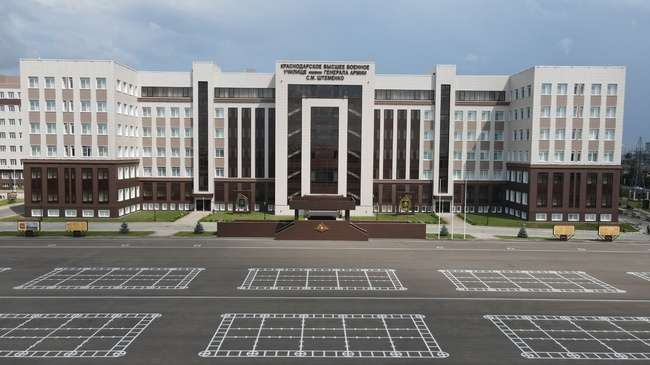 КРАСНОДАРСКОЕ ВЫСШЕЕ ВОЕННОЕ
УЧИЛИЩЕ ИМЕНИ ГЕНЕРАЛА АРМИИ
С.М. ШТЕМЕНКО